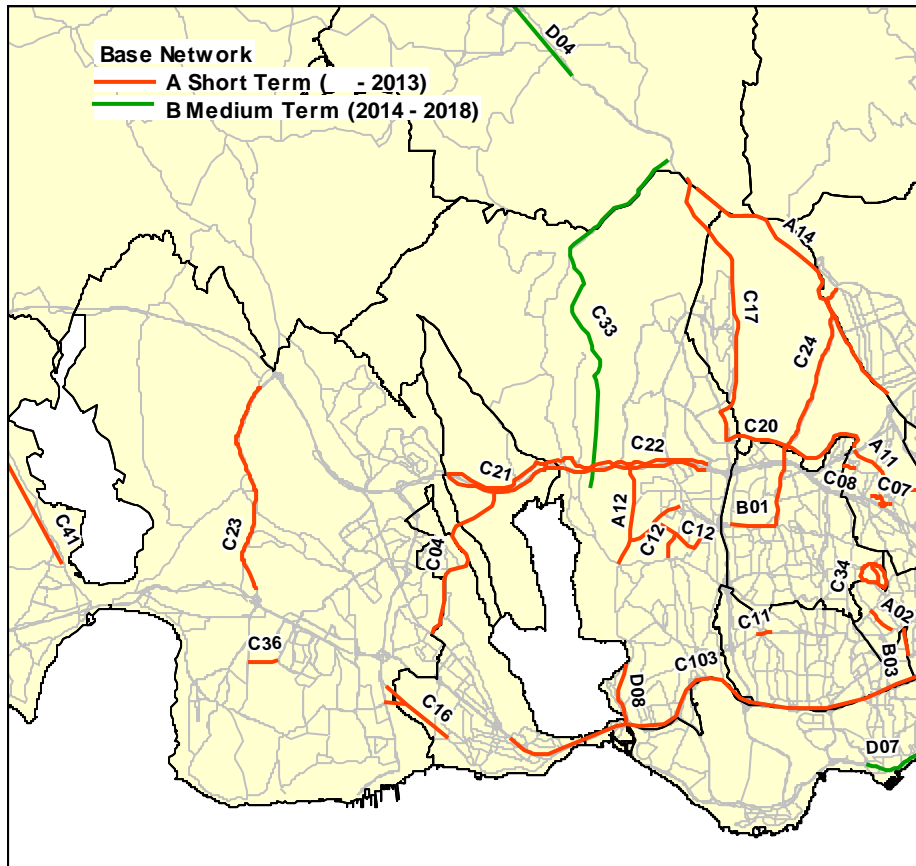 D04
Base Network
A Short Term ( - 2013)
B Medium Term (2014 - 2018)
A14
C33
C17
C24
C20
C22
C21
A11
C08
C07
C41
C23
A12
B01
C12
C12
C04
C34
A02
C11
C36
B03
C103
D08
C16
D07